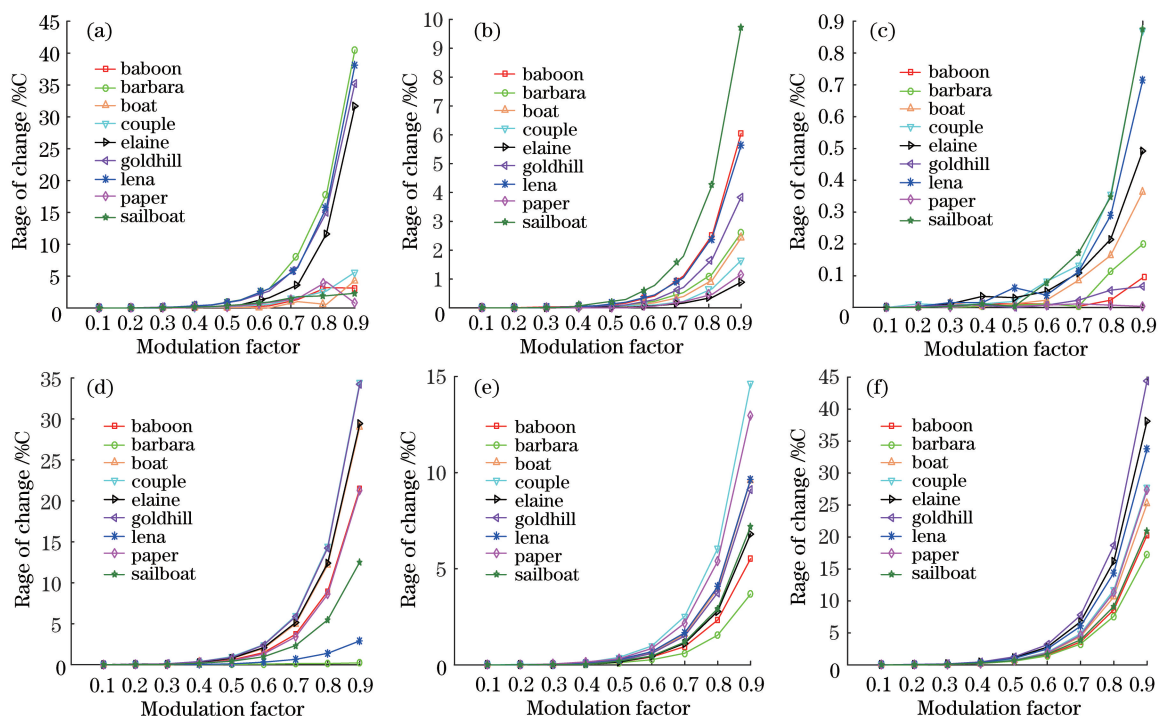 (a)
Rage of change /%C
45
40
35
30
25
20
15
10
5
0
baboon
barbara
boat
couple
elaine
goldhill
lena
paper
sailboat
0.1 0.2 0.3 0.4 0.5 0.6 0.7 0.8 0.9
Modulation factor
(b)
Rage of change /%C
10
9
8
7
6
5
4
3
2
1
0
baboon
barbara
boat
couple
elaine
goldhill
lena
paper
sailboat
0.1 0.2 0.3 0.4 0.5 0.6 0.7 0.8 0.9
Modulation factor
(c)
Rage of change /%C
0.9
0.8
0.7
0.6
0.5
0.4
0.3
0.2
0.1
0
baboon
barbara
boat
couple
elaine
goldhill
lena
paper
sailboat
0.1 0.2 0.3 0.4 0.5 0.6 0.7 0.8 0.9
Modulation factor
(d)
Rage of change /%C
35
30
25
20
15
10
5
0
baboon
barbara
boat
couple
elaine
goldhill
lena
paper
sailboat
0.1 0.2 0.3 0.4 0.5 0.6 0.7 0.8 0.9
Modulation factor
(e)
Rage of change /%C
15
10
5
0
baboon
barbara
boat
couple
elaine
goldhill
lena
paper
sailboat
0.1 0.2 0.3 0.4 0.5 0.6 0.7 0.8 0.9
Modulation factor
(f)
Rage of change /%C
45
40
35
30
25
20
15
10
5
0
baboon
barbara
boat
couple
elaine
goldhill
lena
paper
sailboat
0.1 0.2 0.3 0.4 0.5 0.6 0.7 0.8 0.9
Modulation factor